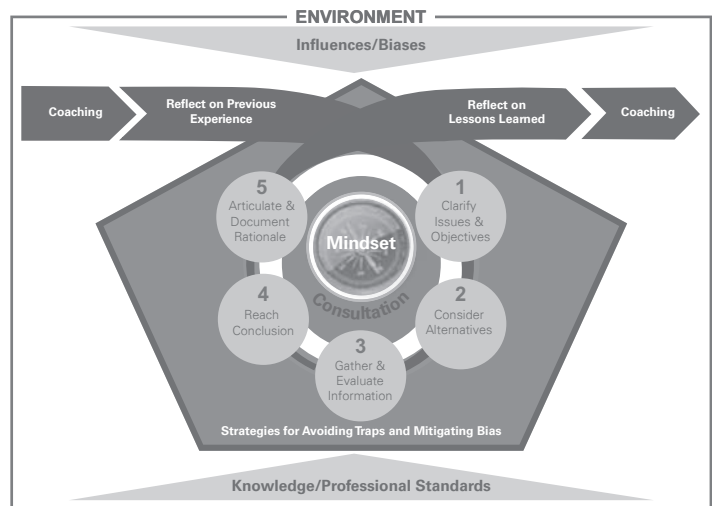 ENVIRONMENT
Influences/Biases
Coaching
Reflect on Previous
Experience
Reflect on
Lessons Learned
Coaching
5
Articulate &
Document
Rationale
1
Clarify
Issues &
Objectives
Mindset
4
Reach
Conclusion
2
Consider
Alternatives
Consultation
3
Gather &
Evaluate
Information
Strategies for Avoiding Traps and Mitigating Bias
Knowledge/Professional Standards